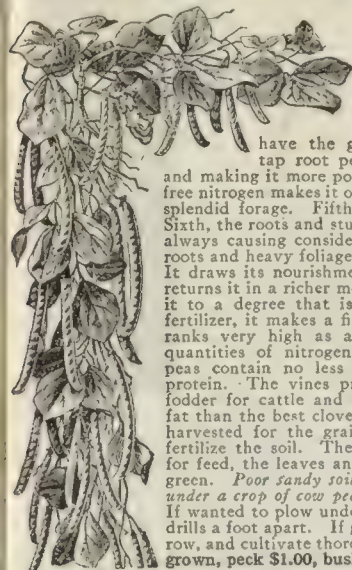 have the g
tap root pe
and making it more po
free nitrogen makes it o
splendid forage. Fifth
Sixth, the roots and stu
always causing conside
roots and heavy foliage
It draws its nourishme
returns it in a richer m
it to a degree that is
fertilizer, it makes a fi
ranks very high as a
quantities of nitrogen
peas contain no less
protein. The vines pr
fodder for cattle and
fat than the best clove
harvested for the grai
fertilize the soil. The
for feed, the leaves an
green. Poor sandy soil
under a crop of cow pe
If wanted to plow unde
drills a foot apart. If g
row, and cultivate thor
grown, peck $1.00, bus